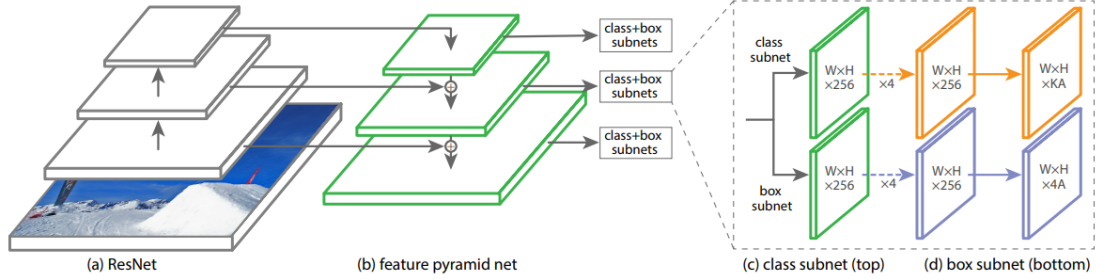 class+box
subnets
class+box
subnets
class+box
subnets
class
subnet
W×H
×256
×4
W×H
×256
W×H
×KA
box
subnet
W×H
×256
×4
W×H
×256
W×H
×4A
(a) ResNet
(b) feature pyramid net
(c) class subnet (top)
(d) box subnet (bottom)